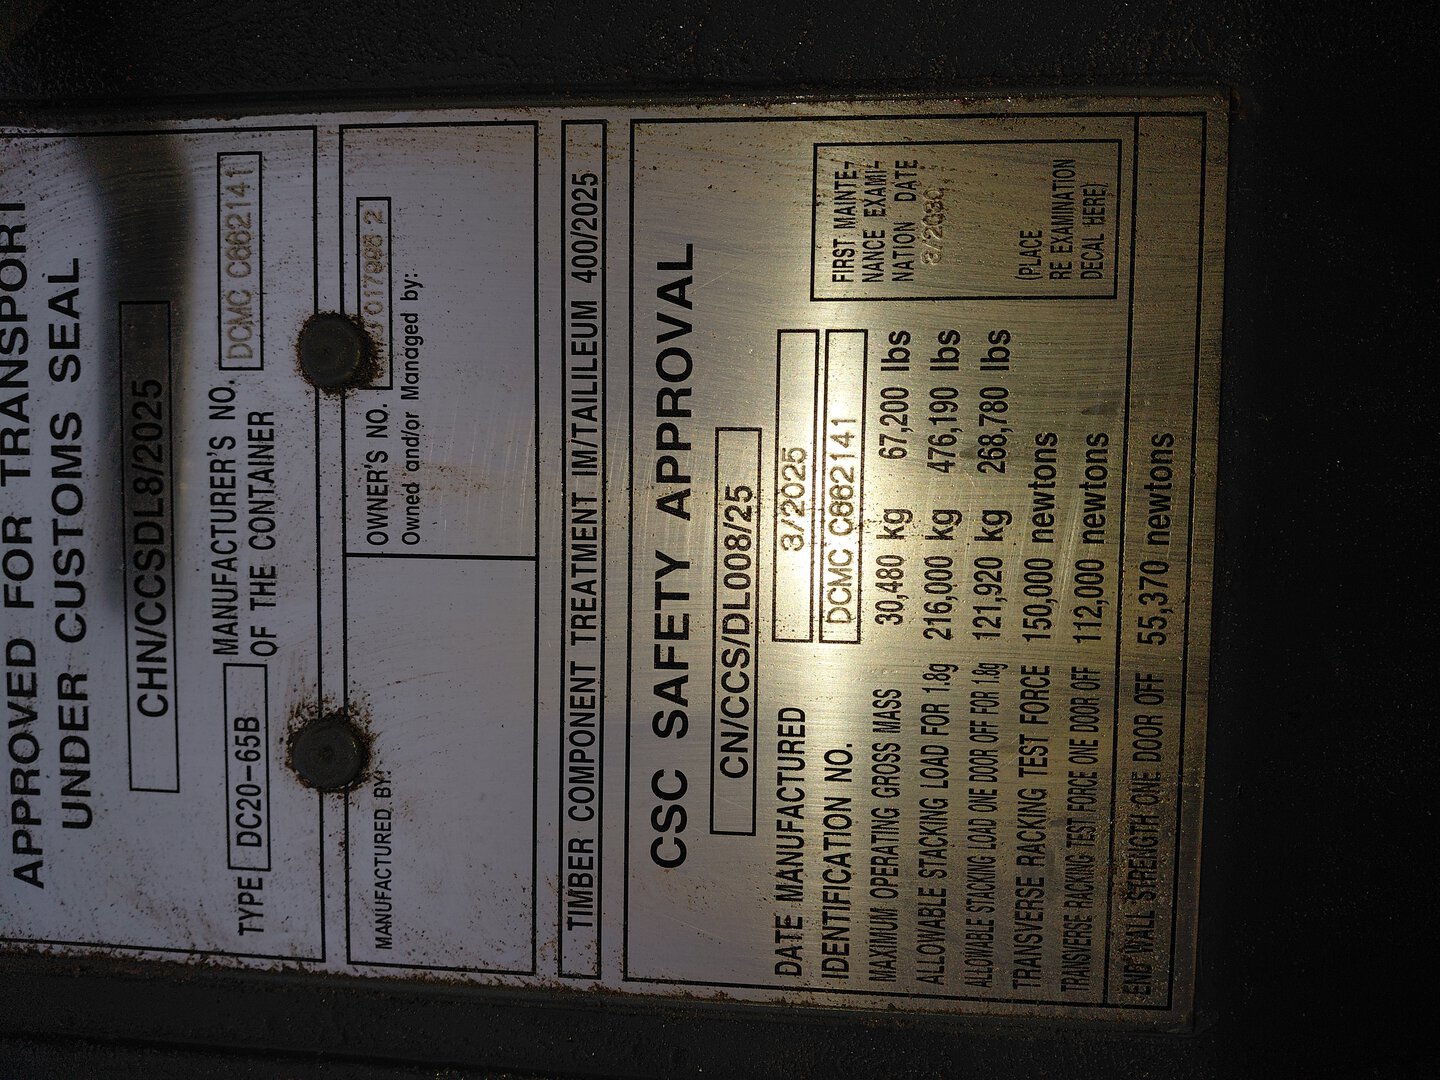 APPROVED FOR TRANSPORT
UNDER CUSTOMS SEAL
CHN/CCSDL8/2025
TYPE DC20-65B
MANUFACTURER'S NO.
OF THE CONTAINER
DCMC C862141
MANUFACTURED BY:
OWNER'S NO.
Owned and/or Managed by:
TIMBER COMPONENT TREATMENT IM/TAILILEUM 400/2025
CSC SAFETY APPROVAL
CN/CCS/DL008/25
DATE MANUFACTURED 3/2025
IDENTIFICATION NO. DCMC C862141
MAXIMUM OPERATING GROSS MASS 30,480 kg 67,200 lbs
ALLOWABLE STACKING LOAD FOR 1.8g 216,000 kg 476,190 lbs
ALLOWABLE STACKING LOAD ONE DOOR OFF FOR 1.8g 121,920 kg 268,780 lbs
TRANSVERSE RACKING TEST FORCE 150,000 newtons
TRANSVERSE RACKING TEST FORCE ONE DOOR OFF 112,000 newtons
END WALL STRENGTH ONE DOOR OFF 55,370 newtons
FIRST MAINTE-
NANCE EXAMI-
NATION DATE
3/2030
(PLACE
RE EXAMINATION
DECAL HERE)